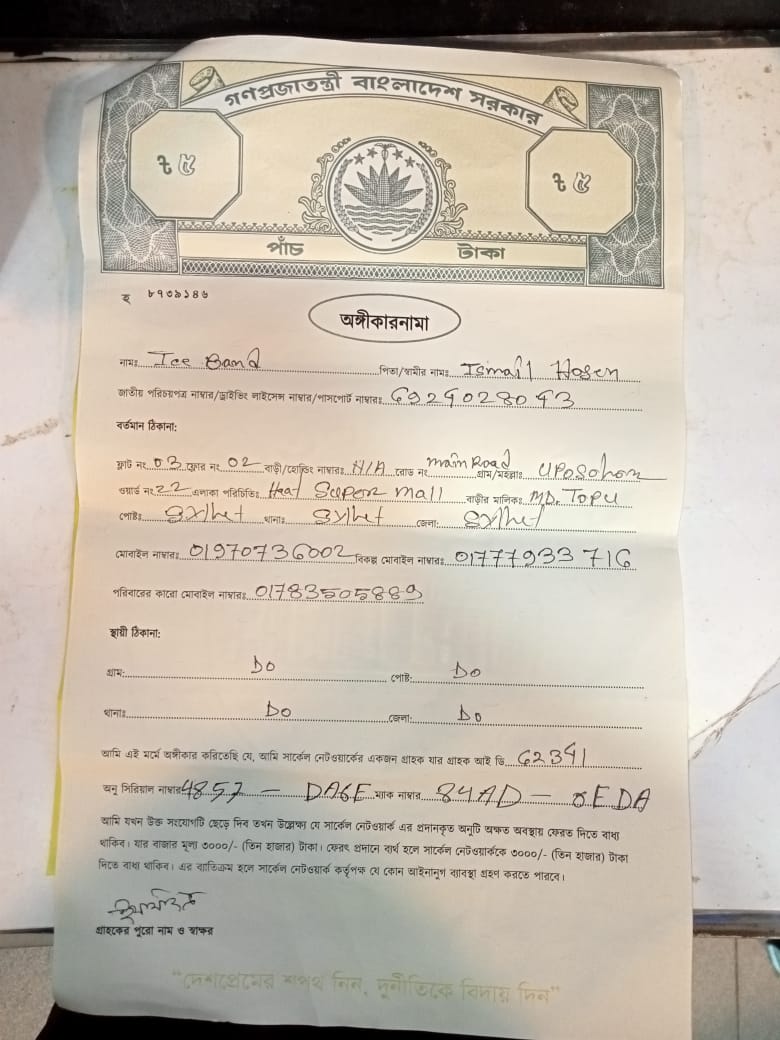 গণপ্রজাতন্ত্রী বাংলাদেশ সরকার
৳ ৫
৳ ৫
পাঁচ টাকা
হ ৮৭৩৯১৪৬
অঙ্গীকারনামা
নামঃ Ice Band পিতা/স্বামীর নামঃ Ismail Hosen
জাতীয় পরিচয়পত্র নাম্বার/ড্রাইভিং লাইসেন্স নাম্বার/পাসপোর্ট নাম্বারঃ 6929028043
বর্তমান ঠিকানা:
ফ্লাট নং 03 ফ্লোর নং 02 বাড়ী/হোল্ডিং নাম্বারঃ N/A রোড নং main Road গ্রাম/মহল্লাঃ UPoSohor
ওয়ার্ড নং 22 এলাকা পরিচিতিঃ Heat Super mall বাড়ীর মালিকঃ MD. TOPU
পোষ্টঃ Sylhet থানাঃ Sylhet জেলা: Sylhet
মোবাইল নাম্বারঃ 01970736002 বিকল্প মোবাইল নাম্বারঃ 01777933716
পরিবারের কারো মোবাইল নাম্বারঃ 01783505889
স্থায়ী ঠিকানা:
গ্রাম: Do পোষ্ট: Do
থানাঃ Do জেলা: Do
আমি এই মর্মে অঙ্গীকার করিতেছি যে, আমি সার্কেল নেটওয়ার্কের একজন গ্রাহক যার গ্রাহক আই ডি 62341
অনু সিরিয়াল নাম্বার 4857 - DA6E ম্যাক নাম্বার 84AD - 0EDA
আমি যখন উক্ত সংযোগটি ছেড়ে দিব তখন উল্লেক্ষ্য যে সার্কেল নেটওয়ার্ক এর প্রদানকৃত অনুটি অক্ষত অবস্থায় ফেরত দিতে বাধ্য
থাকিব। যার বাজার মূল্য ৩০০০/- (তিন হাজার) টাকা। ফেরৎ প্রদানে ব্যর্থ হলে সার্কেল নেটওয়ার্ককে ৩০০০/- (তিন হাজার) টাকা
দিতে বাধ্য থাকিব। এর ব্যতিক্রম হলে সার্কেল নেটওয়ার্ক কর্তৃপক্ষ যে কোন আইনানুগ ব্যবস্থা গ্রহণ করতে পারবে।
গ্রাহকের পুরো নাম ও স্বাক্ষর
"দেশপ্রেমের শপথ নিন, দুর্নীতিকে বিদায় দিন"